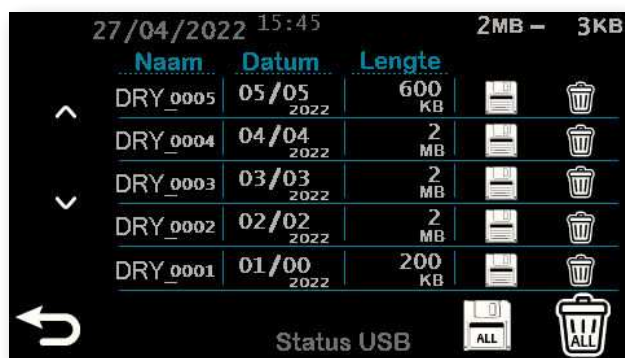 27/04/2022 15:45 2MB – 3KB
Naam Datum Lengte
DRY_0005 05/05 2022 600 KB
DRY_0004 04/04 2022 2 MB
DRY_0003 03/03 2022 2 MB
DRY_0002 02/02 2022 2 MB
DRY_0001 01/00 2022 200 KB
Status USB ALL ALL